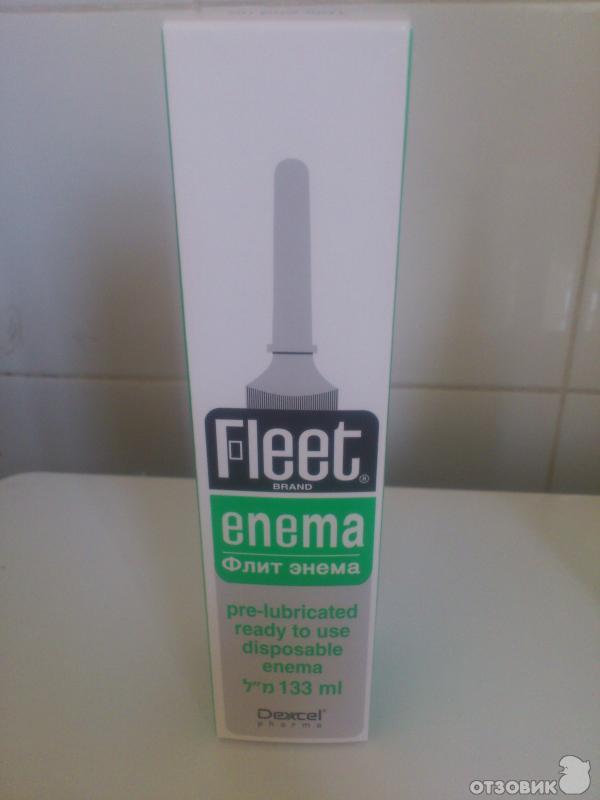 Fleet®
BRAND
enema
Флит энема
pre-lubricated
ready to use
disposable
enema
133 ml מ"ל
Dexcel®
pharma
ОТЗОВИК